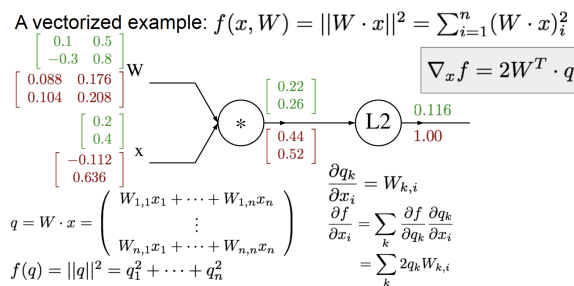 A vectorized example: f(x, W) = ||W · x||² = ∑ⁿᵢ₌₁(W · x)ᵢ²
[0.1 0.5
−0.3 0.8]
W
[0.088 0.176
0.104 0.208]
∇ₓf = 2Wᵀ · q
[0.2
0.4]
x
[−0.112
0.636]
*
[0.22
0.26]
[0.44
0.52]
L2
0.116
1.00
q = W · x = (W₁,₁x₁ + ··· + W₁,ₙxₙ
⋮
Wₙ,₁x₁ + ··· + Wₙ,ₙxₙ)
f(q) = ||q||² = q₁² + ··· + qₙ²
∂qₖ/∂xᵢ = Wₖ,ᵢ
∂f/∂xᵢ = ∑ₖ ∂f/∂qₖ ∂qₖ/∂xᵢ
= ∑ₖ 2qₖWₖ,ᵢ